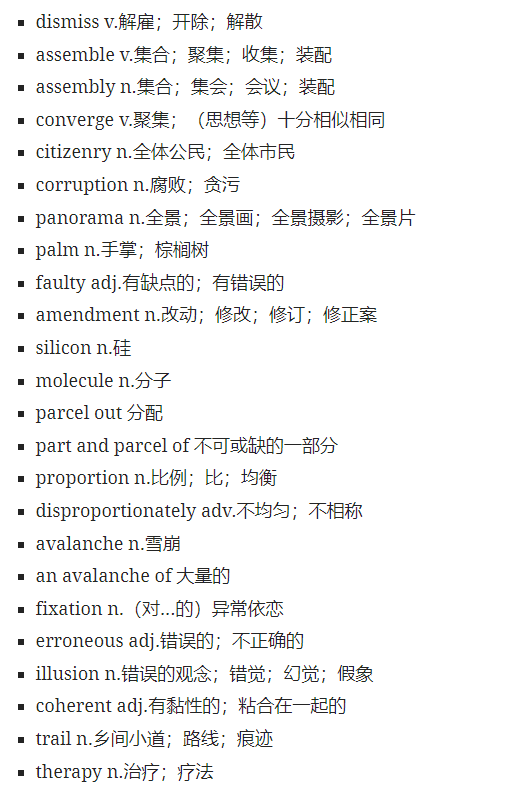 dismiss v.解雇；开除；解散
assemble v.集合；聚集；收集；装配
assembly n.集合；集会；会议；装配
converge v.聚集；（思想等）十分相似相同
citizenry n.全体公民；全体市民
corruption n.腐败；贪污
panorama n.全景；全景画；全景摄影；全景片
palm n.手掌；棕榈树
faulty adj.有缺点的；有错误的
amendment n.改动；修改；修订；修正案
silicon n.硅
molecule n.分子
parcel out 分配
part and parcel of 不可或缺的一部分
proportion n.比例；比；均衡
disproportionately adv.不均匀；不相称
avalanche n.雪崩
an avalanche of 大量的
fixation n.（对...的）异常依恋
erroneous adj.错误的；不正确的
illusion n.错误的观念；错觉；幻觉；假象
coherent adj.有黏性的；粘合在一起的
trail n.乡间小道；路线；痕迹
therapy n.治疗；疗法